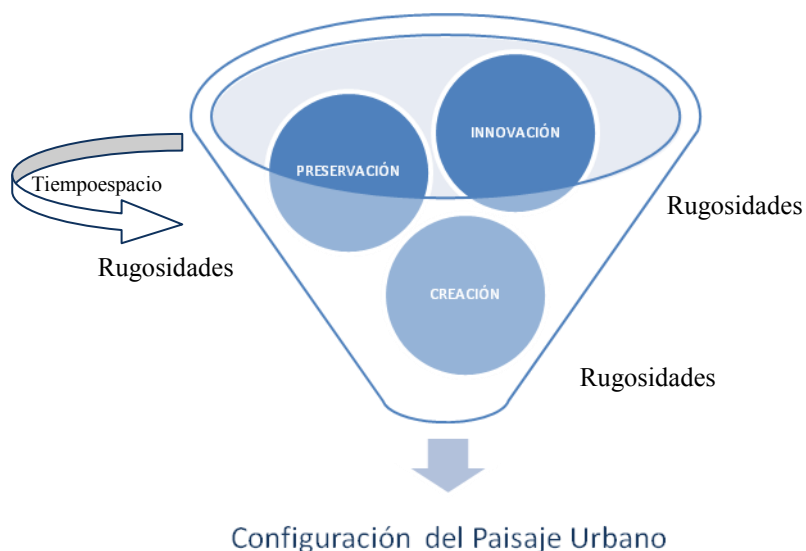 INNOVACIÓN
PRESERVACIÓN
Tiempoespacio
Rugosidades
Rugosidades
CREACIÓN
Rugosidades
Configuración del Paisaje Urbano